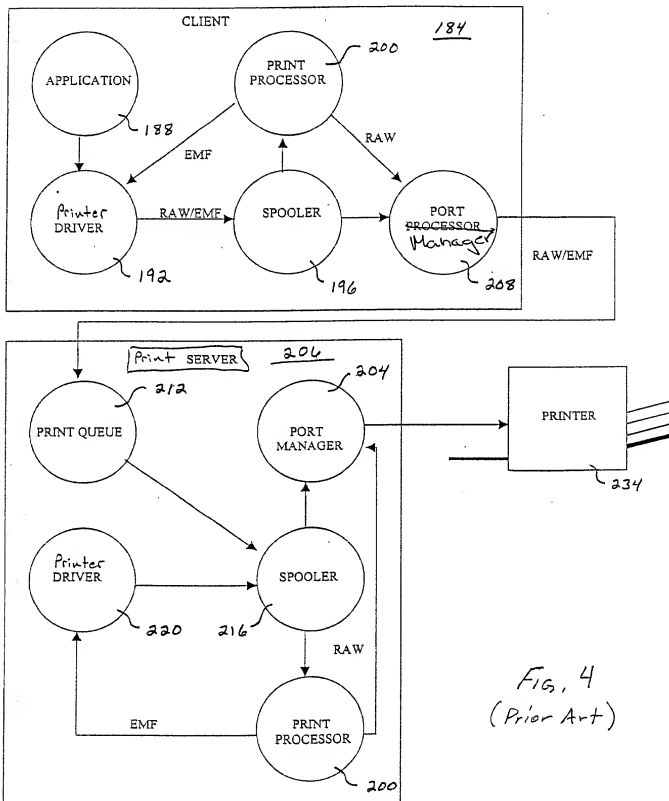 CLIENT
184
APPLICATION
188
PRINT
PROCESSOR
200
EMF
RAW
Printer
DRIVER
192
RAW/EMF
SPOOLER
196
PORT
PROCESSOR
Manager
208
RAW/EMF
Print SERVER
206
212
PRINT QUEUE
204
PORT
MANAGER
PRINTER
234
Printer
DRIVER
220
SPOOLER
216
RAW
EMF
PRINT
PROCESSOR
200
FIG. 4
(Prior Art)